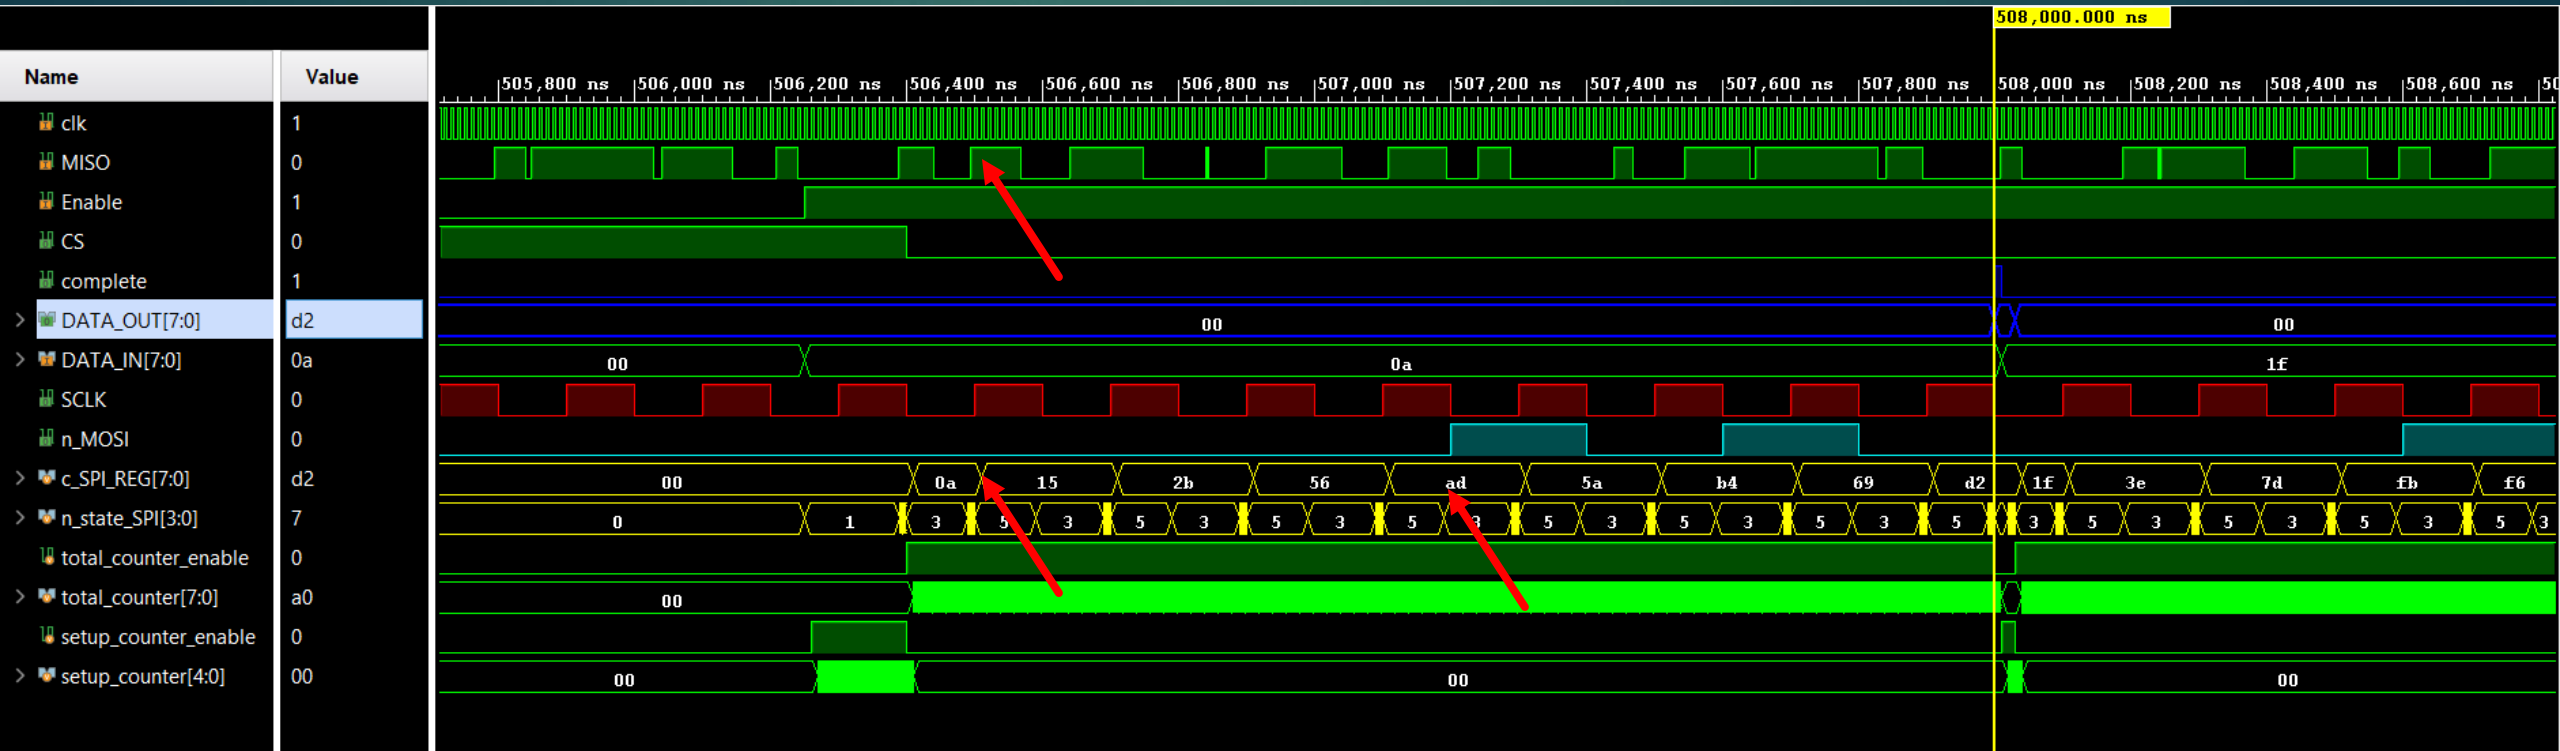 508,000.000 ns
Name Value
505,800 ns 506,000 ns 506,200 ns 506,400 ns 506,600 ns 506,800 ns 507,000 ns 507,200 ns 507,400 ns 507,600 ns 507,800 ns 508,000 ns 508,200 ns 508,400 ns 508,600 ns 50
clk 1
MISO 0
Enable 1
CS 0
complete 1
DATA_OUT[7:0] d2 00 00
DATA_IN[7:0] 0a 00 0a 1f
SCLK 0
n_MOSI 0
c_SPI_REG[7:0] d2 00 0a 15 2b 56 ad 5a b4 69 d2 1f 3e 7d fb f6
n_state_SPI[3:0] 7 0 1 3 5 3 5 3 5 3 5 3 5 3 5 3 5 3 5 3 5 3 5 3 5 3 5 3
total_counter_enable 0
total_counter[7:0] a0 00
setup_counter_enable 0
setup_counter[4:0] 00 00 00 00